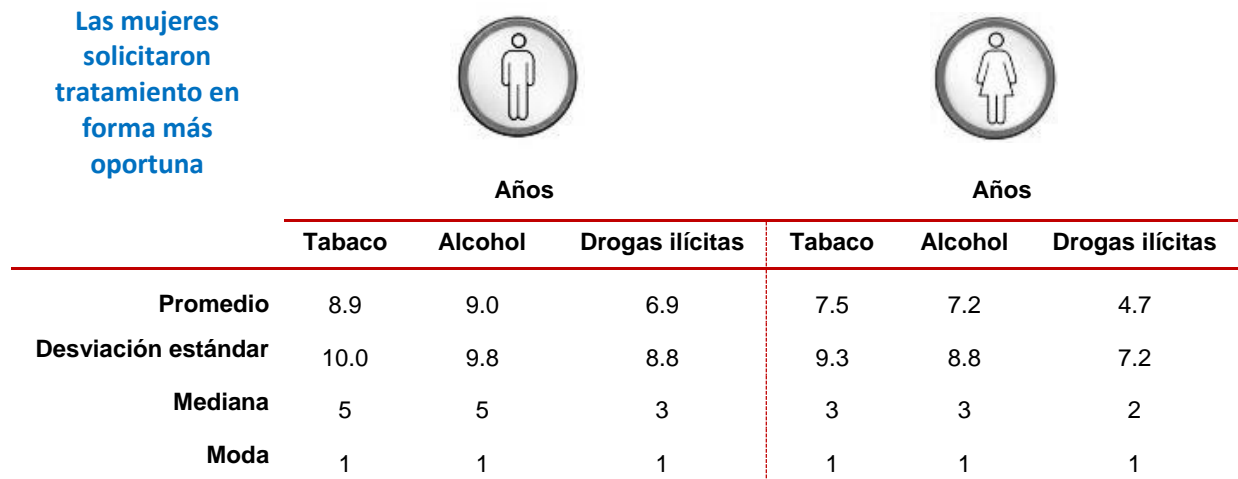 Las mujeres
solicitaron
tratamiento en
forma más
oportuna
Años Años
Tabaco Alcohol Drogas ilícitas Tabaco Alcohol Drogas ilícitas
Promedio 8.9 9.0 6.9 7.5 7.2 4.7
Desviación estándar 10.0 9.8 8.8 9.3 8.8 7.2
Mediana 5 5 3 3 3 2
Moda 1 1 1 1 1 1